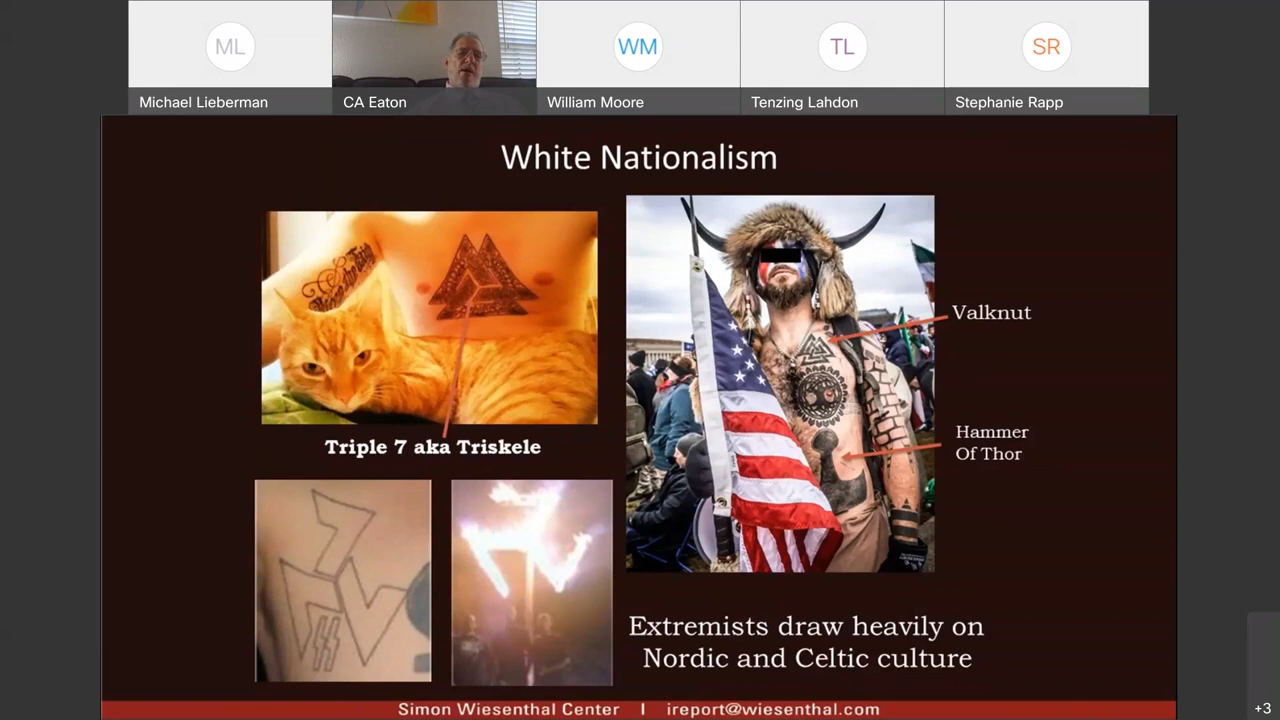 ML
WM
TL
SR
Michael Lieberman
CA Eaton
William Moore
Tenzing Lahdon
Stephanie Rapp
White Nationalism
Valknut
Triple 7 aka Triskele
Hammer
Of Thor
Extremists draw heavily on
Nordic and Celtic culture
Simon Wiesenthal Center | ireport@wiesenthal.com
+3